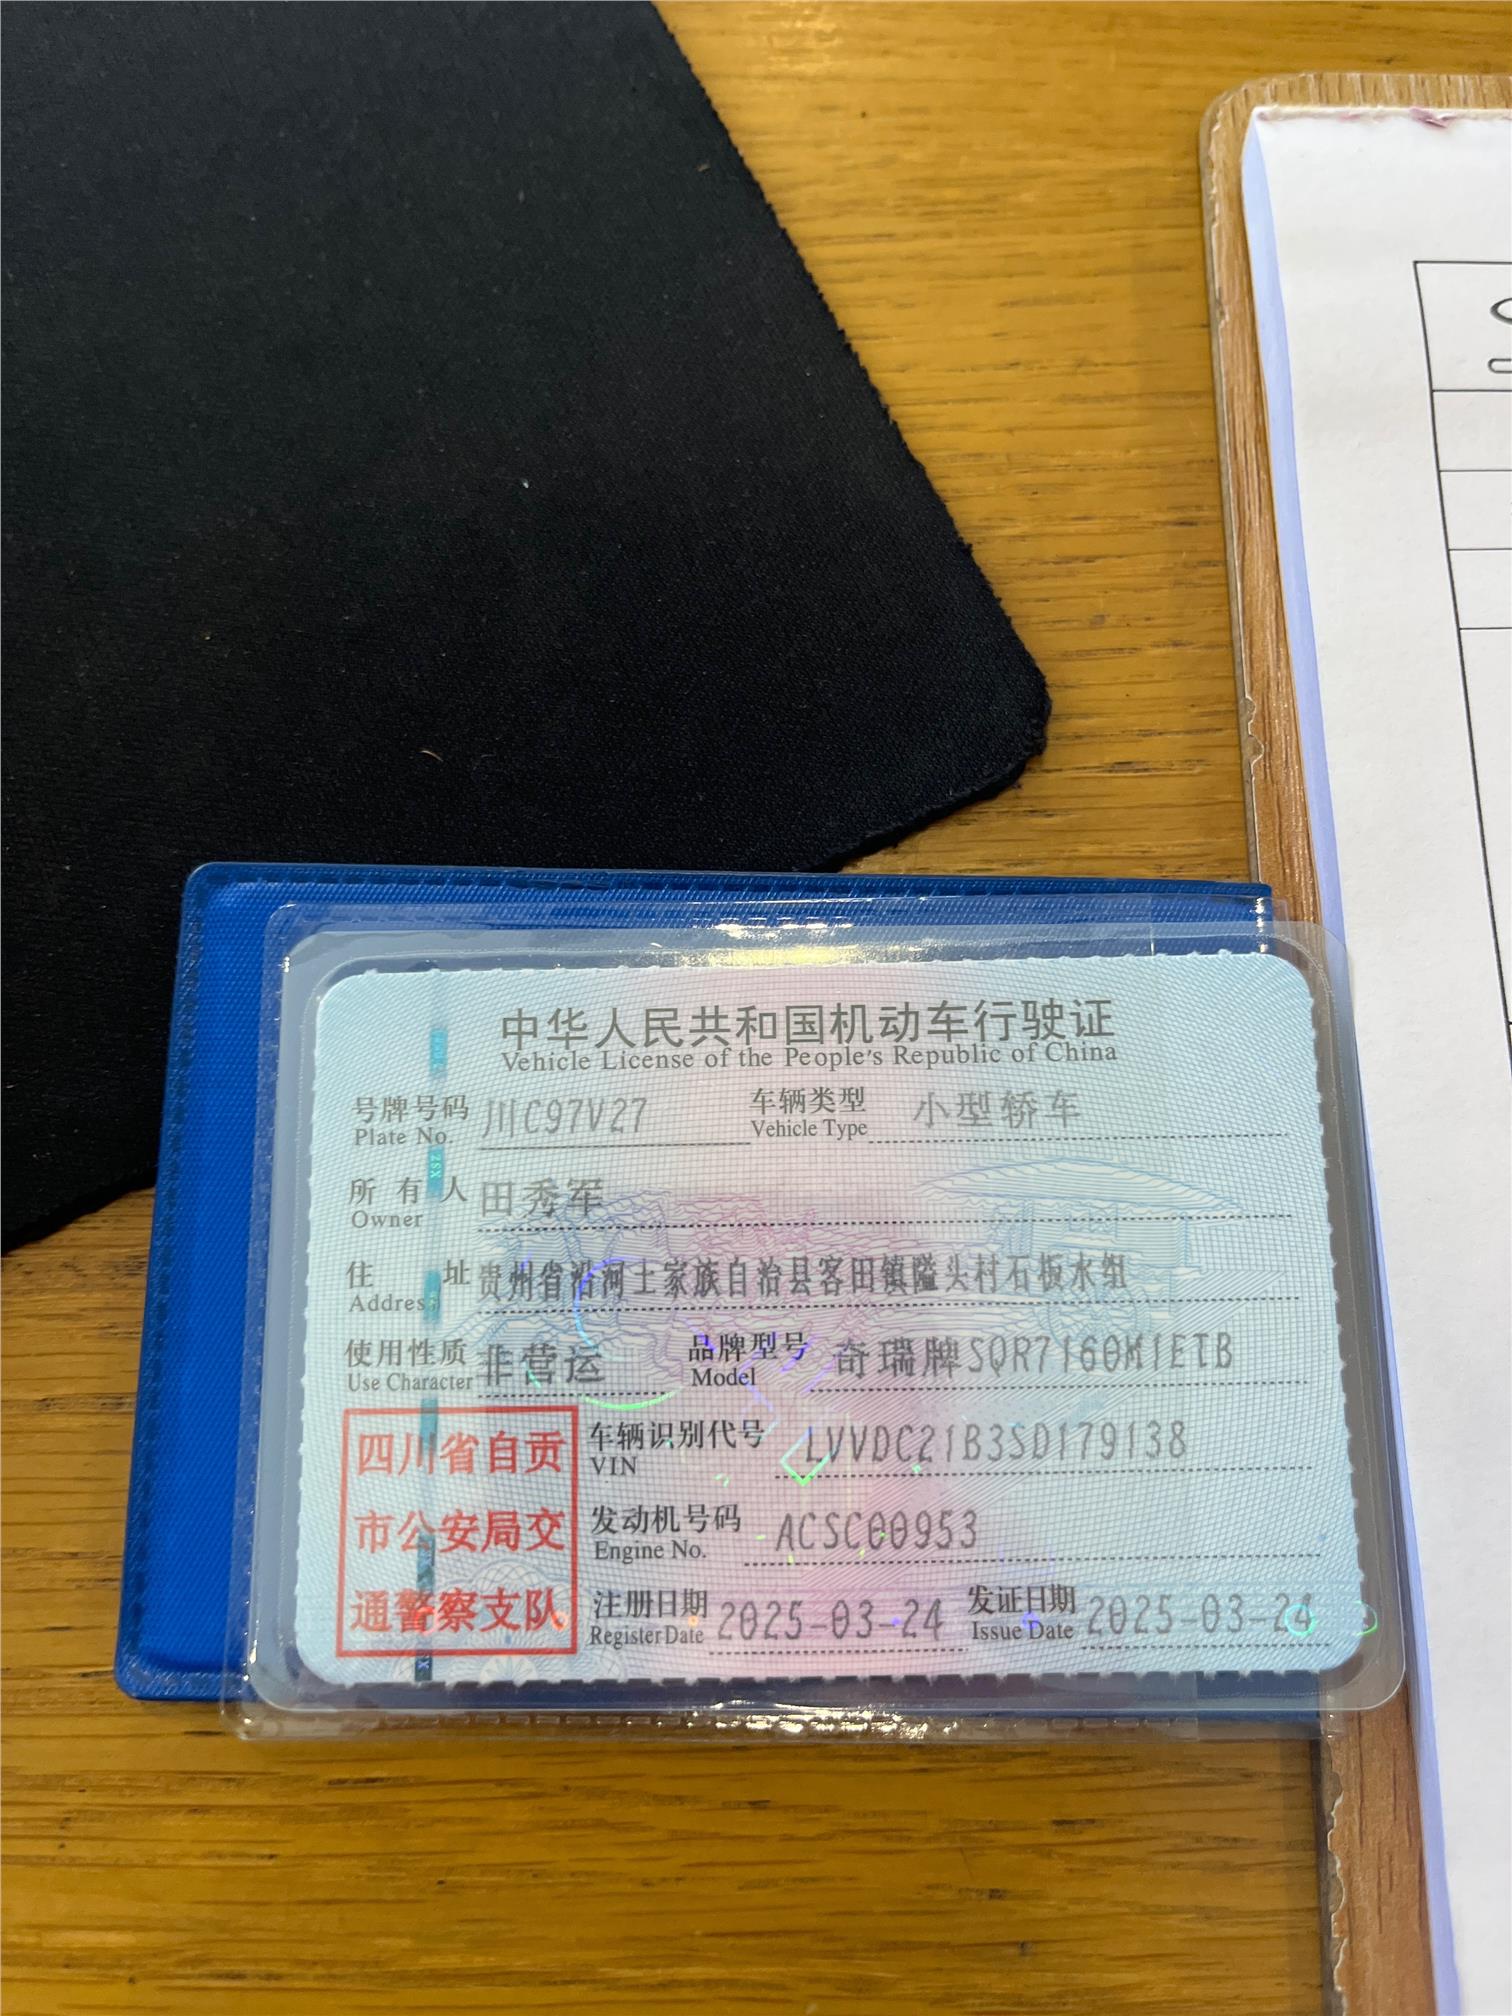 中华人民共和国机动车行驶证
Vehicle License of the People's Republic of China
号牌号码 川C97V27 车辆类型 小型轿车
Plate No. Vehicle Type
所有人 田秀军
Owner
住址 贵州省沿河土家族自治县客田镇隘头村石板水组
Address
使用性质 非营运 品牌型号 奇瑞牌SQR7160M1ETB
Use Character Model
四川省自贡
市公安局交
通警察支队
车辆识别代号 LVVDC21B3SD179138
VIN
发动机号码 ACSC00953
Engine No.
注册日期 2025-03-24 发证日期 2025-03-24
Register Date Issue Date